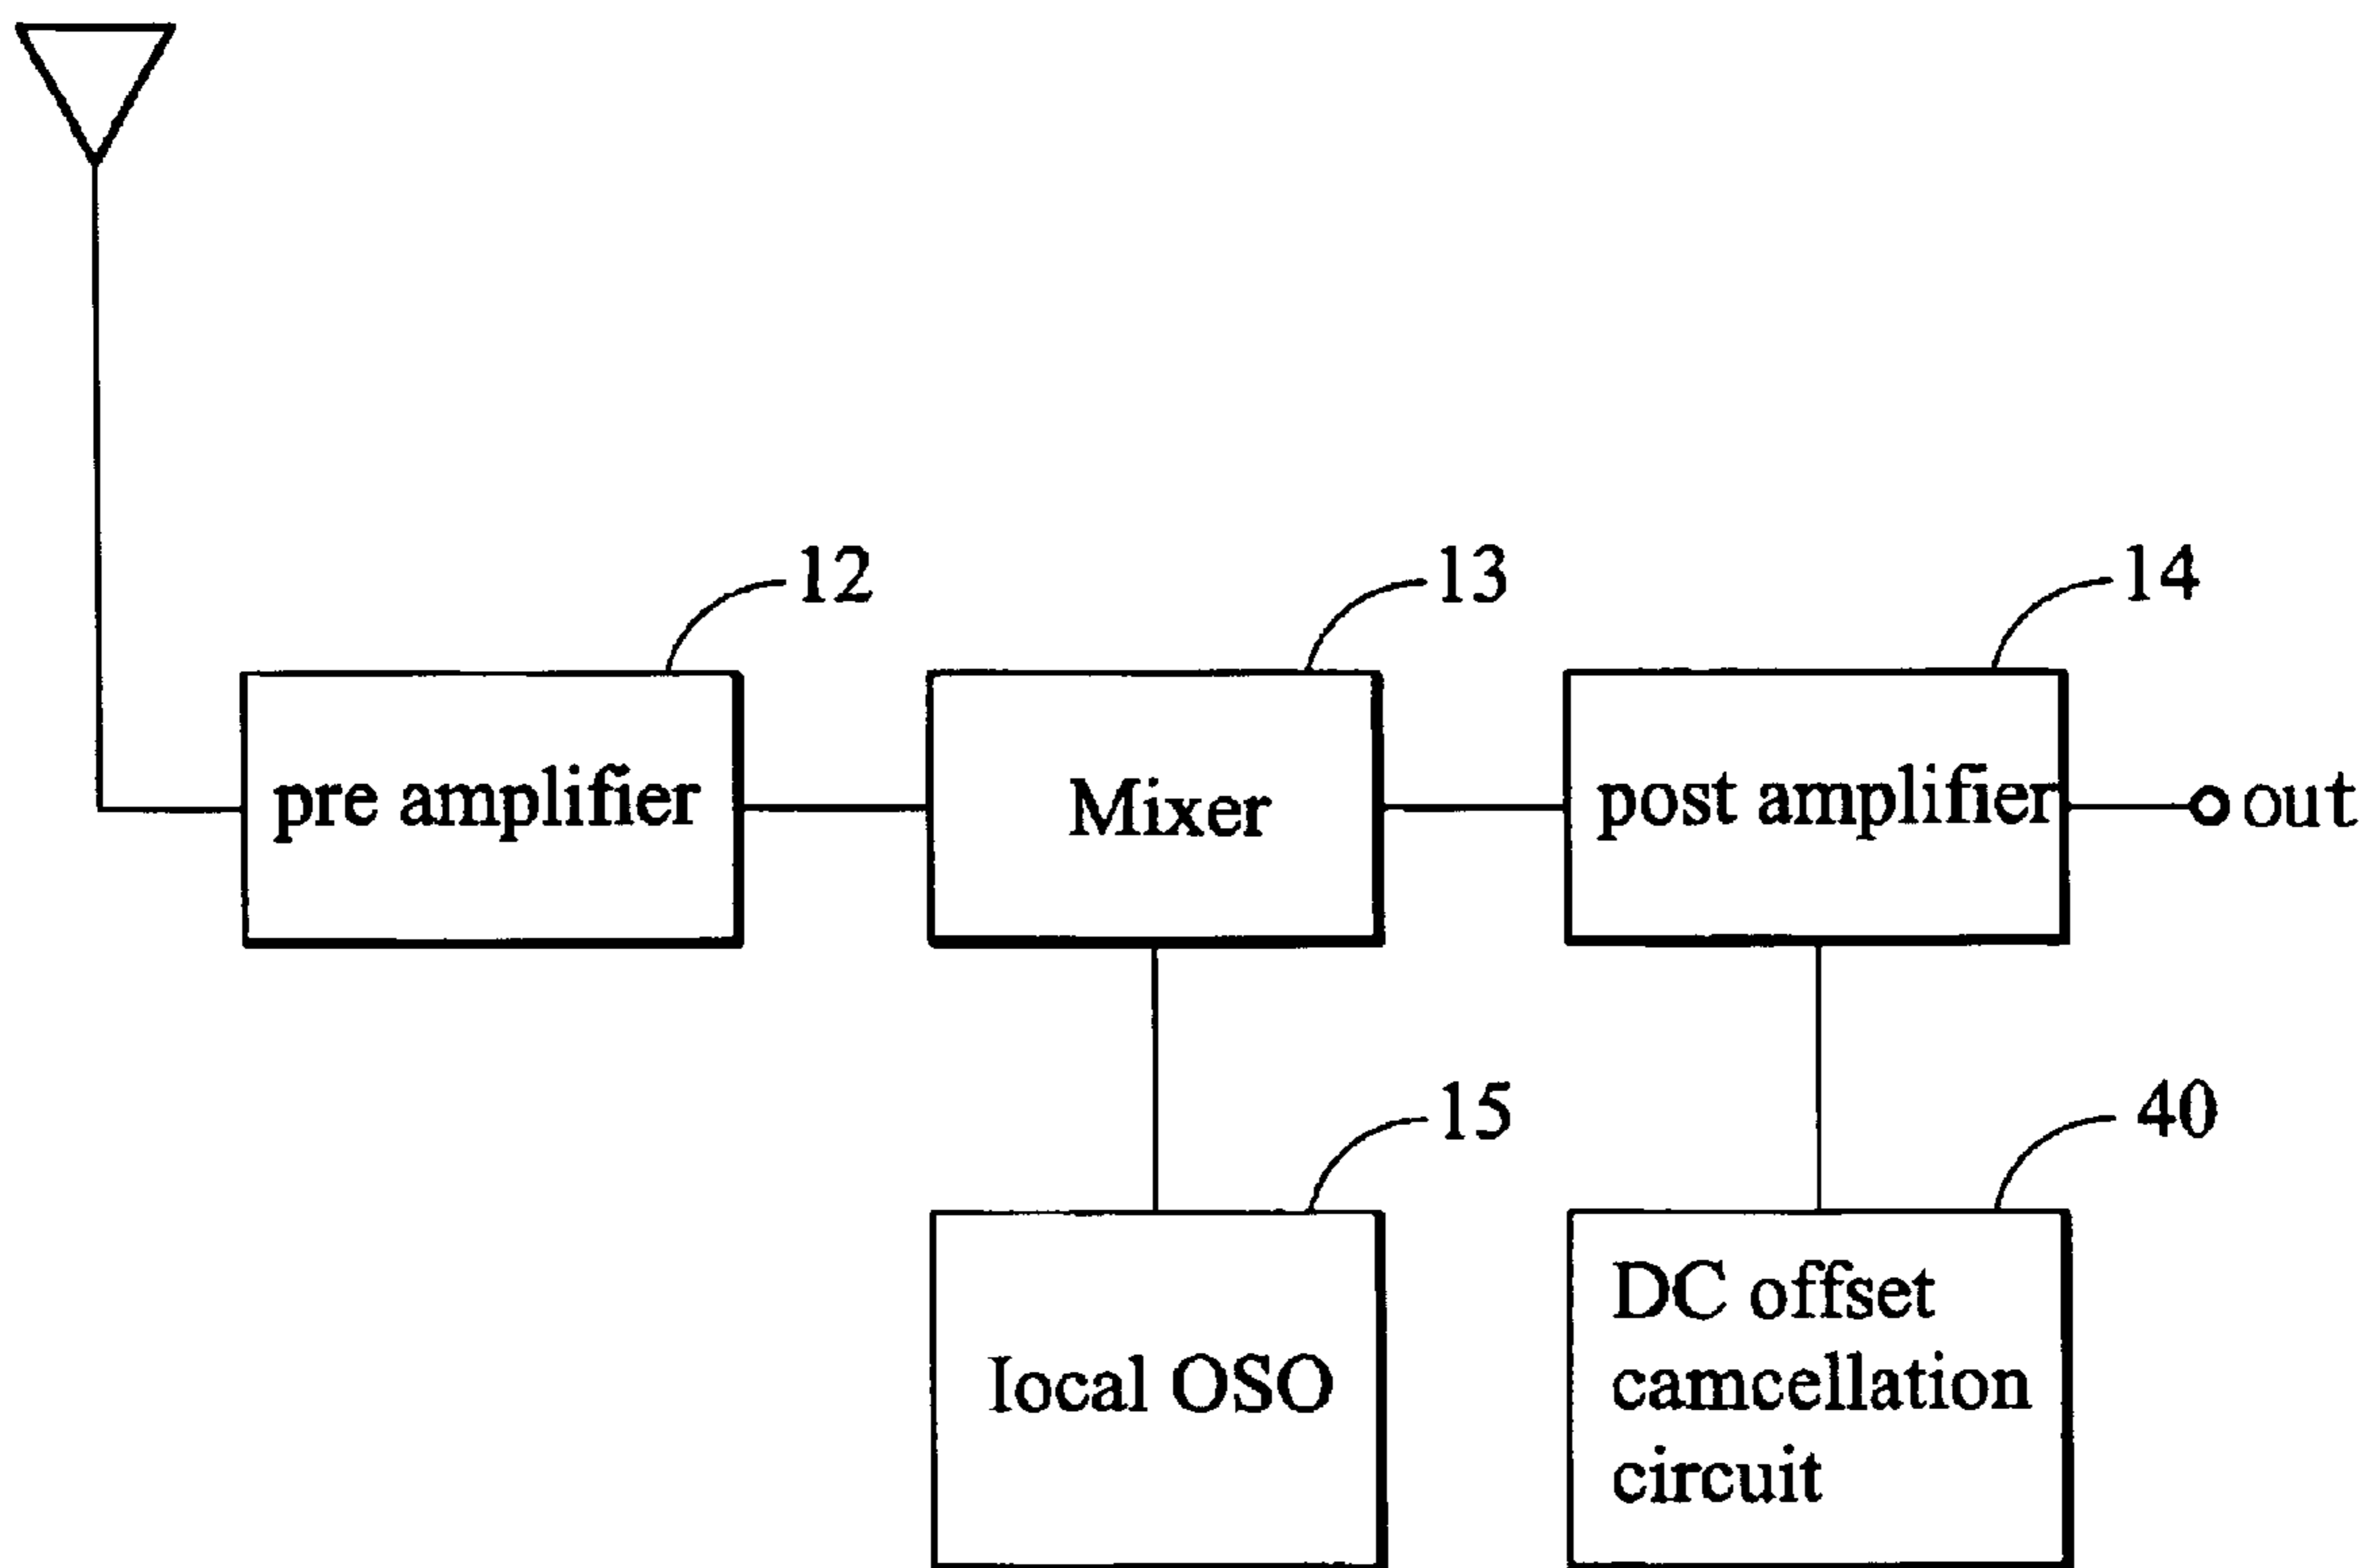 12
13
14
pre amplifier
Mixer
post amplifier
out
15
40
local OSO
DC offset
camcellation
circuit